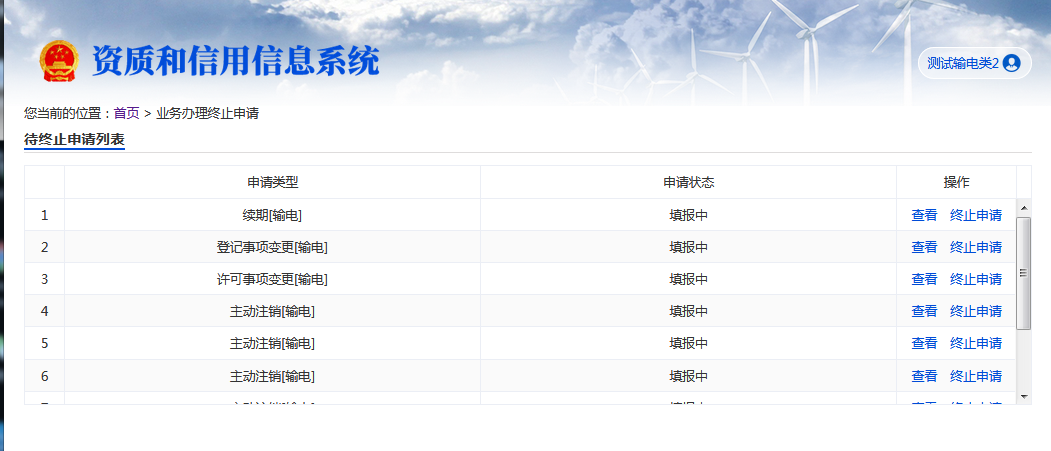 资质和信用信息系统
测试输电类2
您当前的位置：首页 > 业务办理终止申请
待终止申请列表
申请类型 申请状态 操作
1 续期[输电] 填报中 查看 终止申请
2 登记事项变更[输电] 填报中 查看 终止申请
3 许可事项变更[输电] 填报中 查看 终止申请
4 主动注销[输电] 填报中 查看 终止申请
5 主动注销[输电] 填报中 查看 终止申请
6 主动注销[输电] 填报中 查看 终止申请